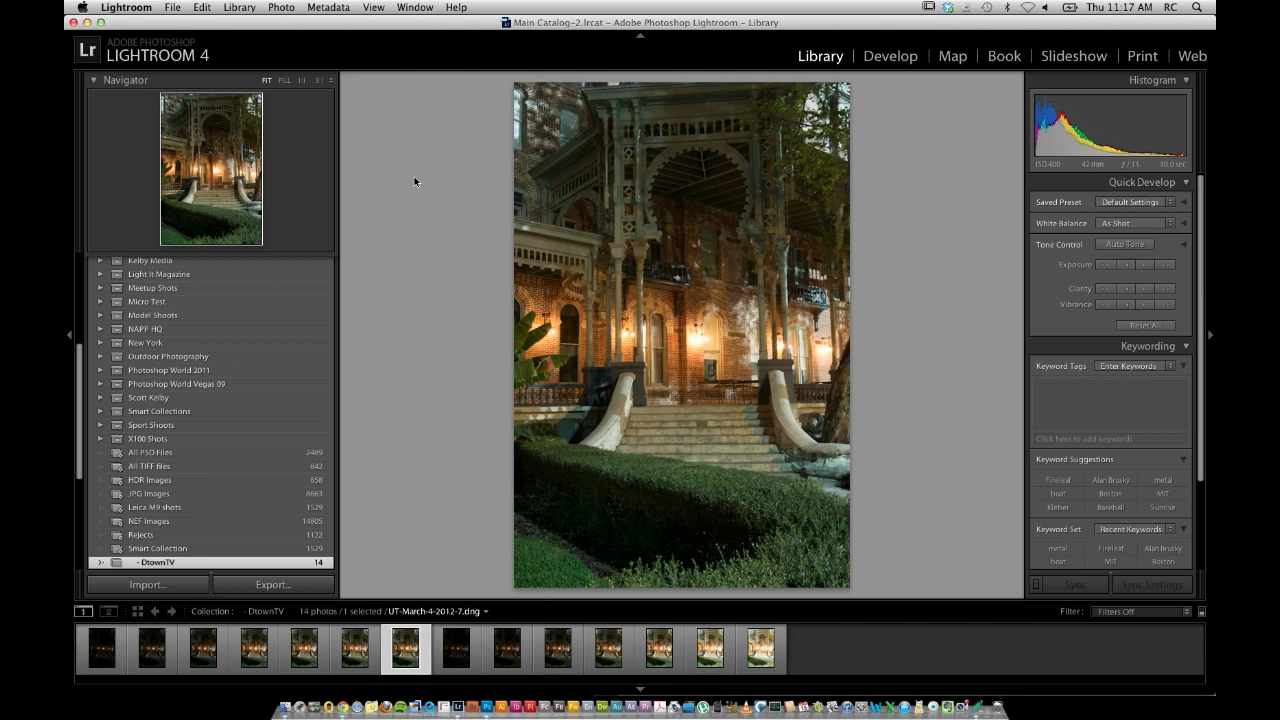 Lightroom File Edit Library Photo Metadata View Window Help Thu 11:17 AM RC
Main Catalog-2.lrcat – Adobe Photoshop Lightroom – Library
Lr ADOBE PHOTOSHOP
LIGHTROOM 4
Library | Develop | Map | Book | Slideshow | Print | Web
Navigator FIT FILL 1:1 3:1
Kelby Media
Light It Magazine
Meetup Shots
Micro Test
Model Shoots
NAPP HQ
New York
Outdoor Photography
Photoshop World 2011
Photoshop World Vegas 09
Scott Kelby
Smart Collections
Sport Shoots
X100 Shots
All PSD Files 2489
All TIFF files 842
HDR Images 858
JPG Images 8663
Leica M9 shots 1529
NEF Images 14805
Rejects 1122
Smart Collection 1529
- DtownTV 14
Import... Export...
Histogram
ISO 400 42 mm ƒ / 13 30.0 sec
Quick Develop
Saved Preset Default Settings
White Balance As Shot
Tone Control Auto Tone
Exposure
Clarity
Vibrance
Reset All
Keywording
Keyword Tags Enter Keywords
Click here to add keywords
Keyword Suggestions
Fireleaf Alan Brusky metal
boat Boston MIT
Kleber Baseball Sunrise
Keyword Set Recent Keywords
metal Fireleaf Alan Brusky
boat MIT Boston
Sync Sync Settings
1 2 Collection : - DtownTV 14 photos / 1 selected / UT-March-4-2012-7.dng Filter : Filters Off